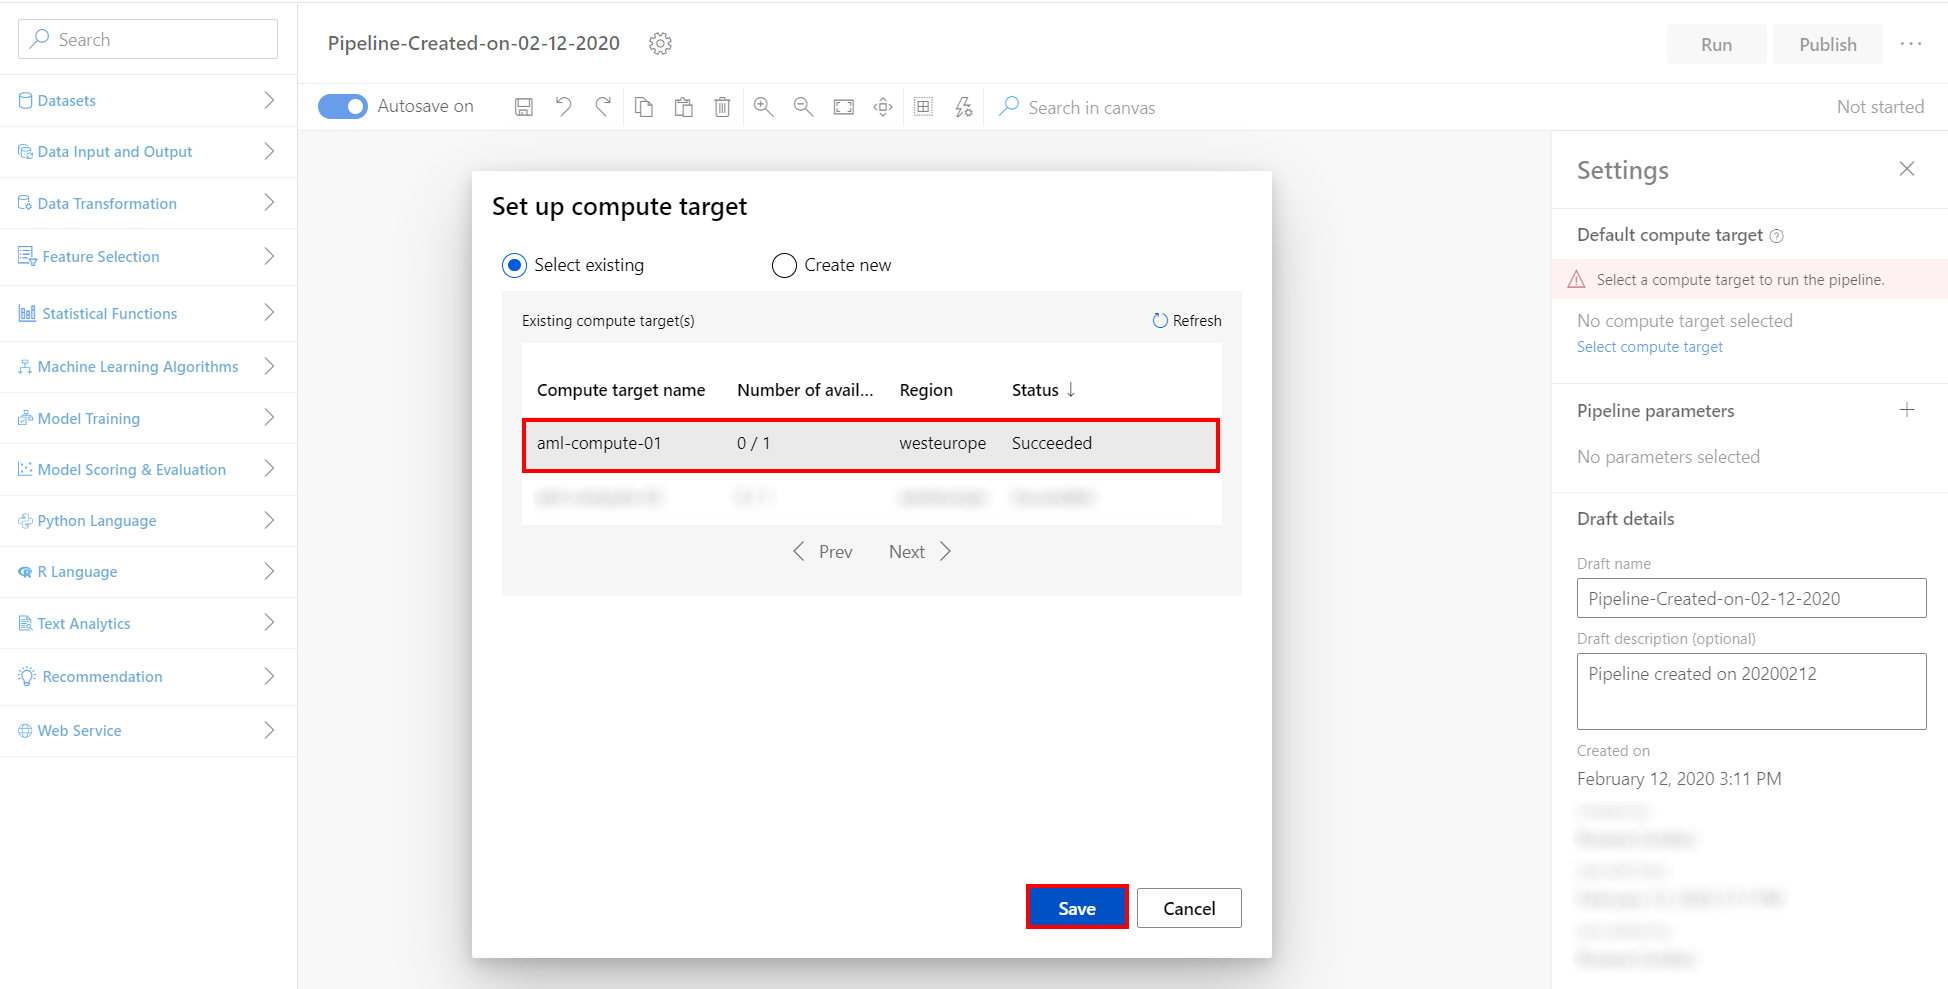 Search
Pipeline-Created-on-02-12-2020
Run
Publish
Datasets
Data Input and Output
Data Transformation
Feature Selection
Statistical Functions
Machine Learning Algorithms
Model Training
Model Scoring & Evaluation
Python Language
R Language
Text Analytics
Recommendation
Web Service
Autosave on
Search in canvas
Not started
Set up compute target
Select existing
Create new
Existing compute target(s)
Refresh
Compute target name Number of avail... Region Status ↓
aml-compute-01 0 / 1 westeurope Succeeded
Prev Next
Save
Cancel
Settings
Default compute target
Select a compute target to run the pipeline.
No compute target selected
Select compute target
Pipeline parameters
No parameters selected
Draft details
Draft name
Pipeline-Created-on-02-12-2020
Draft description (optional)
Pipeline created on 20200212
Created on
February 12, 2020 3:11 PM